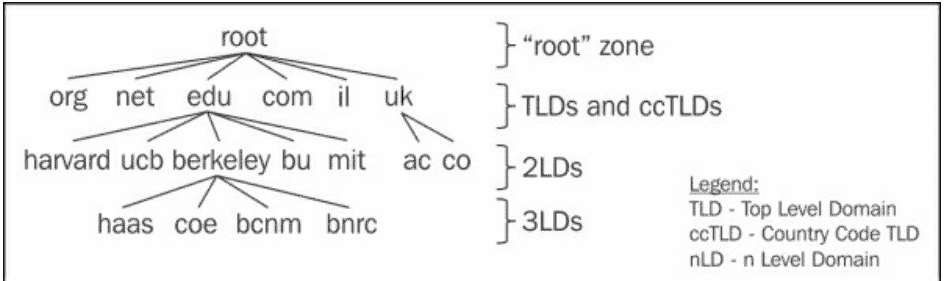 root
"root" zone
org net edu com il uk
TLDs and ccTLDs
harvard ucb berkeley bu mit ac co
2LDs
haas coe bcnm bnrc
3LDs
Legend:
TLD - Top Level Domain
ccTLD - Country Code TLD
nLD - n Level Domain